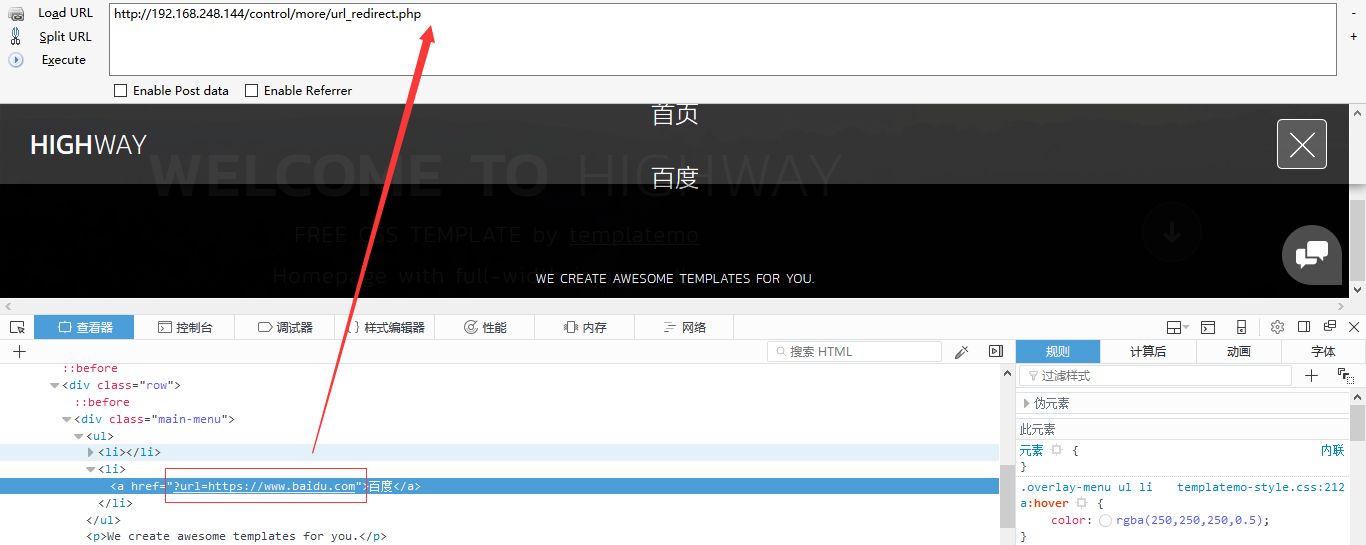 Load URL
http://192.168.248.144/control/more/url_redirect.php
-
Split URL
+
Execute
Enable Post data
Enable Referrer
首页
HIGHWAY
WELCOME TO HIGHWAY
百度
FREE CSS TEMPLATE by templatemo
Homepage with full-wi
WE CREATE AWESOME TEMPLATES FOR YOU.
查看器
控制台
调试器
{ } 样式编辑器
性能
内存
网络
+
搜索 HTML
规则
计算后
动画
字体
::before
<div class="row">
::before
<div class="main-menu">
<ul>
<li></li>
<li>
<a href="?url=https://www.baidu.com">百度</a>
</li>
</ul>
<p>We create awesome templates for you.</p>
过滤样式
+
伪元素
此元素
元素 {
内联
}
.overlay-menu ul li
templatemo-style.css:212
a:hover {
color: rgba(250,250,250,0.5);
}